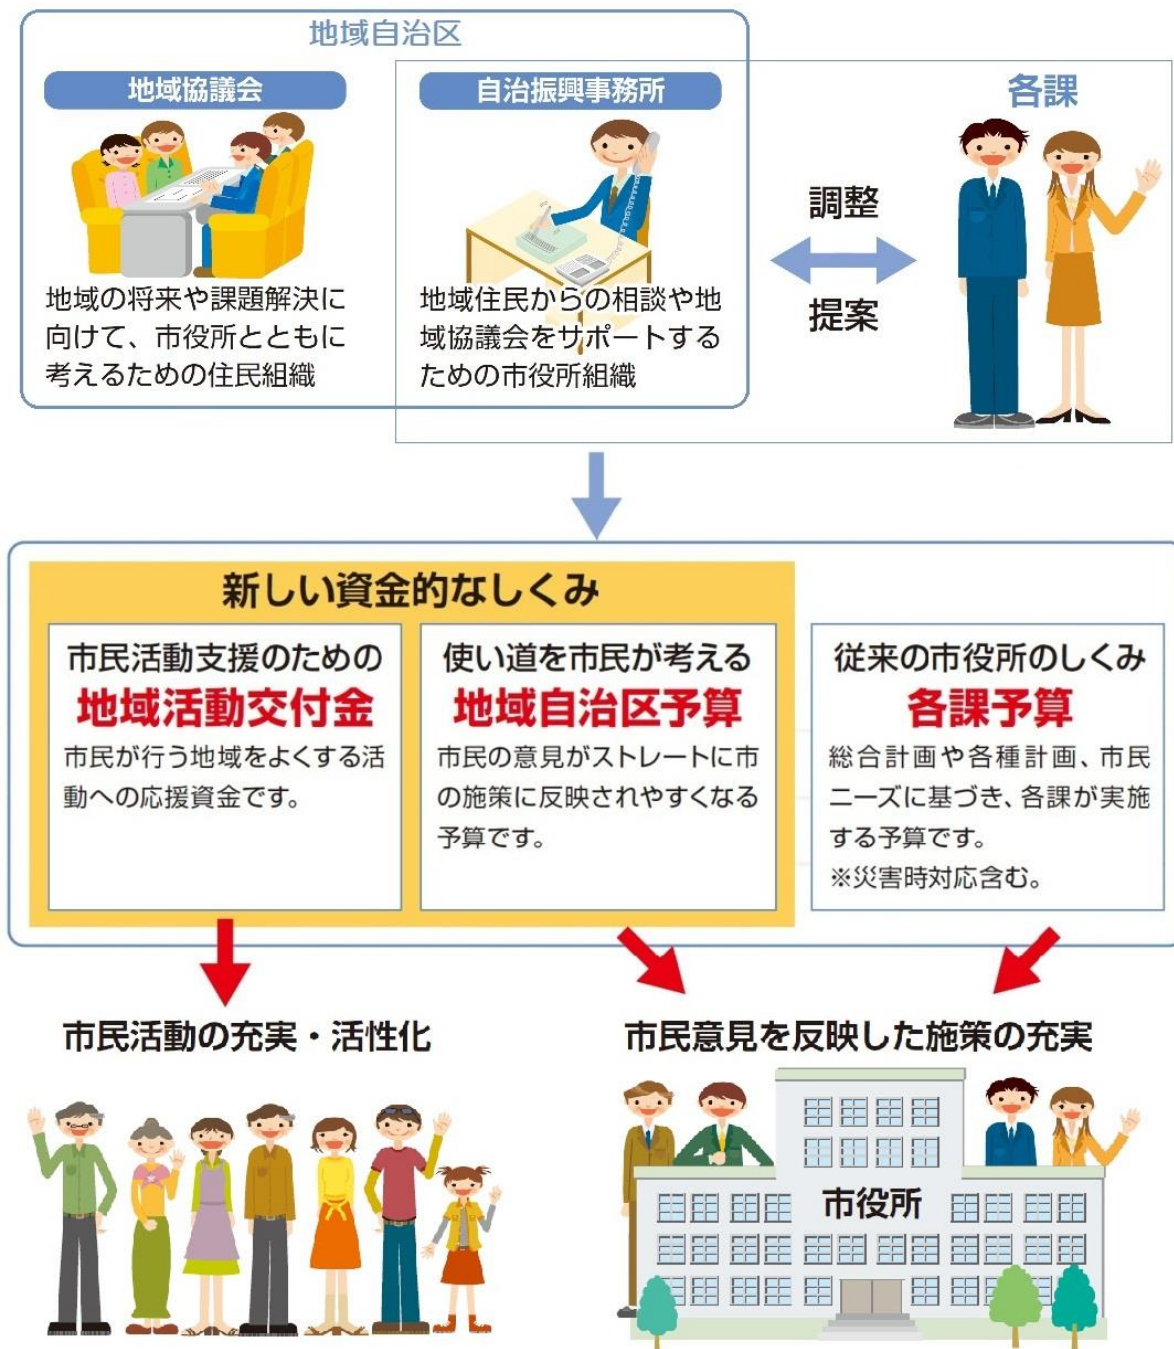 地域自治区
地域協議会
地域の将来や課題解決に
向けて、市役所とともに
考えるための住民組織
自治振興事務所
地域住民からの相談や地
域協議会をサポートする
ための市役所組織
調整
提案
各課
新しい資金的なしくみ
市民活動支援のための
地域活動交付金
市民が行う地域をよくする活
動への応援資金です。
使い道を市民が考える
地域自治区予算
市民の意見がストレートに市
の施策に反映されやすくなる
予算です。
従来の市役所のしくみ
各課予算
総合計画や各種計画、市民
ニーズに基づき、各課が実施
する予算です。
※災害時対応含む。
市民活動の充実・活性化
市民意見を反映した施策の充実
市役所